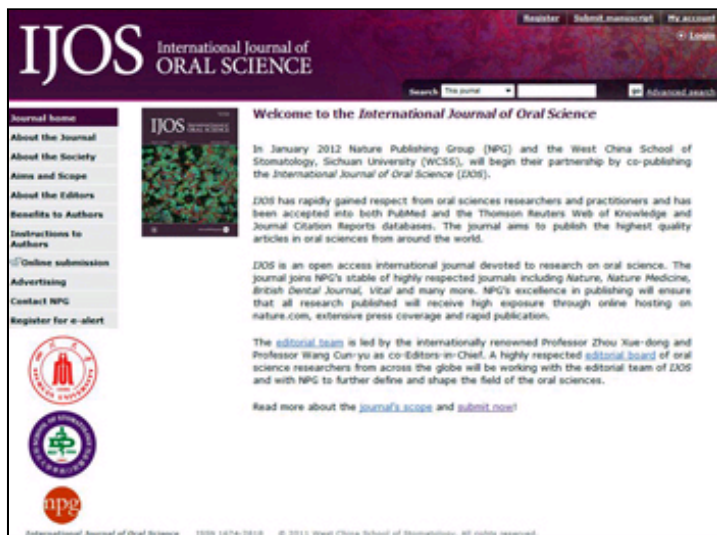 Register Submit manuscript My account
Login
IJOS International Journal of
ORAL SCIENCE
Search This journal go Advanced search
Journal home
About the Journal
About the Society
Aims and Scope
About the Editors
Benefits to Authors
Instructions to
Authors
Online submission
Advertising
Contact NPG
Register for e-alert
IJOS
Welcome to the International Journal of Oral Science
In January 2012 Nature Publishing Group (NPG) and the West China School of
Stomatology, Sichuan University (WCSS), will begin their partnership by co-publishing
the International Journal of Oral Science (IJOS).
IJOS has rapidly gained respect from oral sciences researchers and practitioners and has
been accepted into both PubMed and the Thomson Reuters Web of Knowledge and
Journal Citation Reports databases. The journal aims to publish the highest quality
articles in oral sciences from around the world.
IJOS is an open access international journal devoted to research on oral science. The
journal joins NPG's stable of highly respected journals including Nature, Nature Medicine,
British Dental Journal, Vital and many more. NPG's excellence in publishing will ensure
that all research published will receive high exposure through online hosting on
nature.com, extensive press coverage and rapid publication.
The editorial team is led by the internationally renowned Professor Zhou Xue-dong and
Professor Wang Cun-yu as co-Editors-in-Chief. A highly respected editorial board of oral
science researchers from across the globe will be working with the editorial team of IJOS
and with NPG to further define and shape the field of the oral sciences.
Read more about the journal's scope and submit now!
npg
International Journal of Oral Science ISSN 1674-2818 © 2011 West China School of Stomatology. All rights reserved.